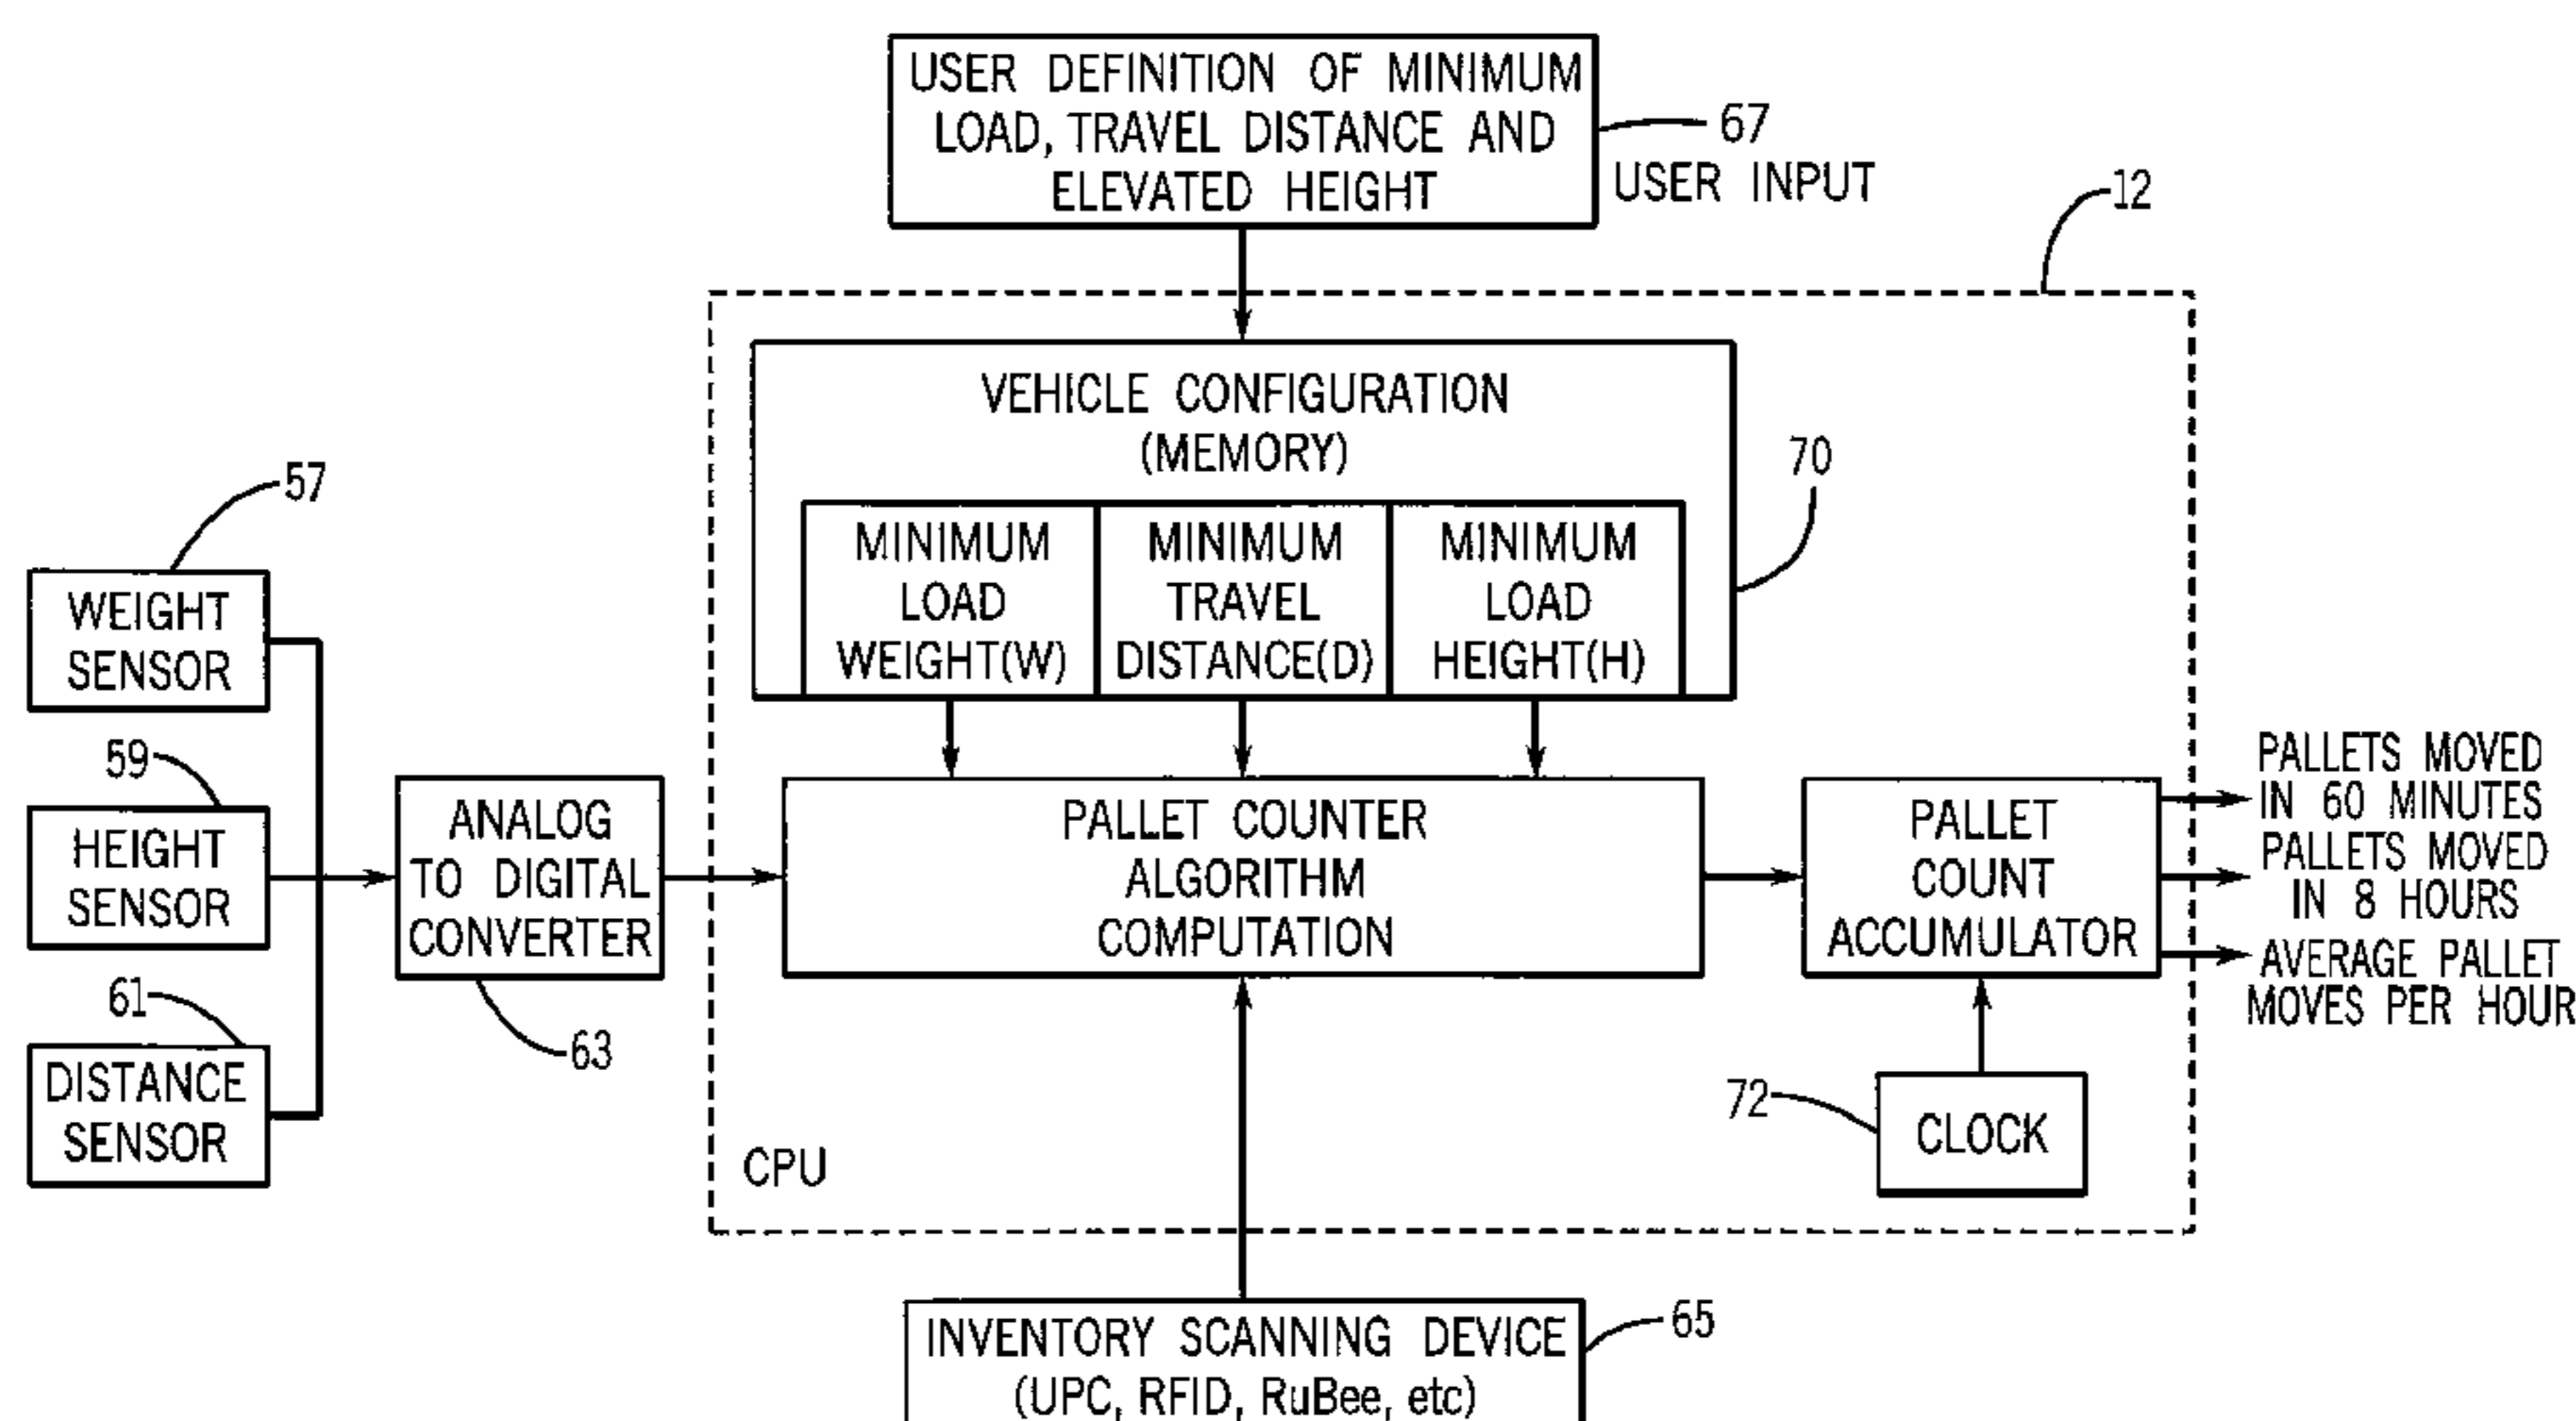 USER DEFINITION OF MINIMUM
LOAD, TRAVEL DISTANCE AND
ELEVATED HEIGHT
67
USER INPUT
12
VEHICLE CONFIGURATION
(MEMORY)
70
MINIMUM
LOAD
WEIGHT(W)
MINIMUM
TRAVEL
DISTANCE(D)
MINIMUM
LOAD
HEIGHT(H)
57
WEIGHT
SENSOR
59
HEIGHT
SENSOR
61
DISTANCE
SENSOR
ANALOG
TO DIGITAL
CONVERTER
63
PALLET COUNTER
ALGORITHM
COMPUTATION
PALLET
COUNT
ACCUMULATOR
PALLETS MOVED
IN 60 MINUTES
PALLETS MOVED
IN 8 HOURS
AVERAGE PALLET
MOVES PER HOUR
72
CLOCK
CPU
INVENTORY SCANNING DEVICE
(UPC, RFID, RuBee, etc)
65